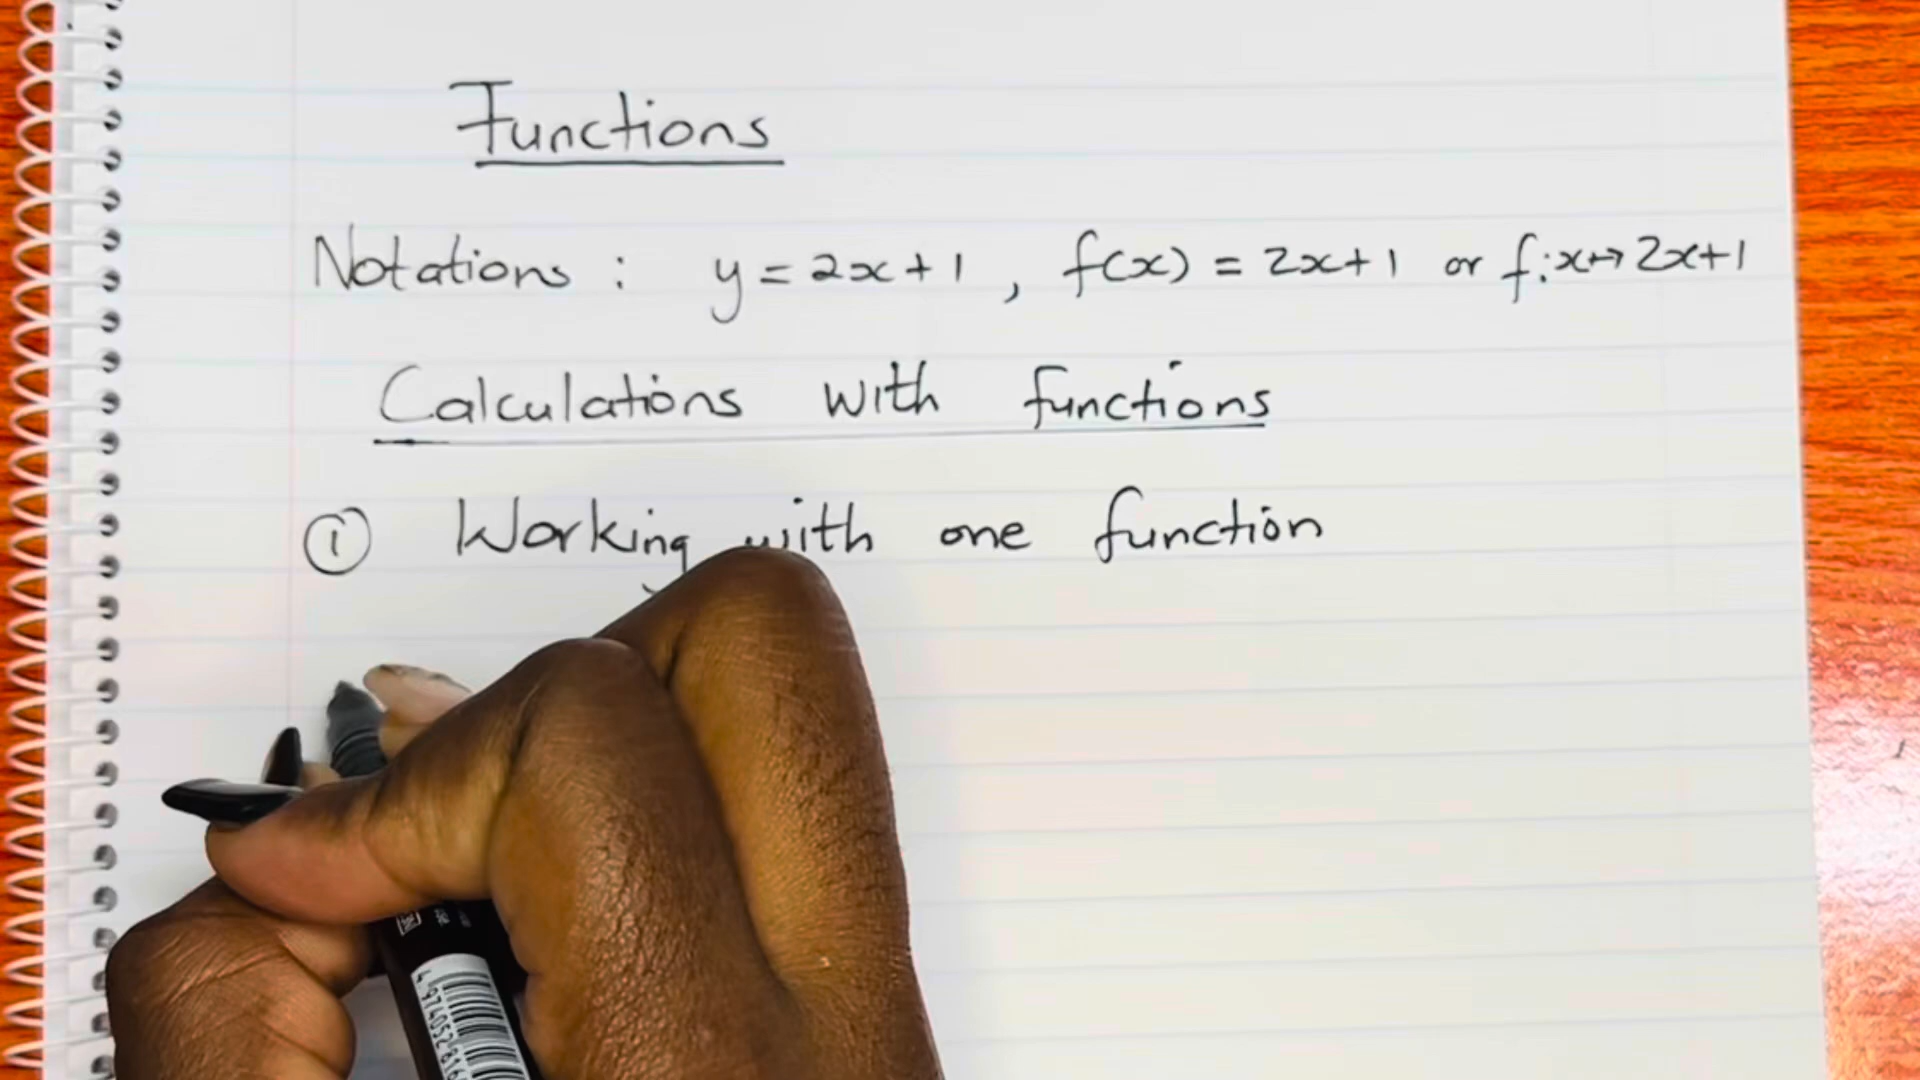 Functions
Notations : y = 2x + 1 , f(x) = 2x + 1 or f:x↦2x+1
Calculations with functions
① Working with one function